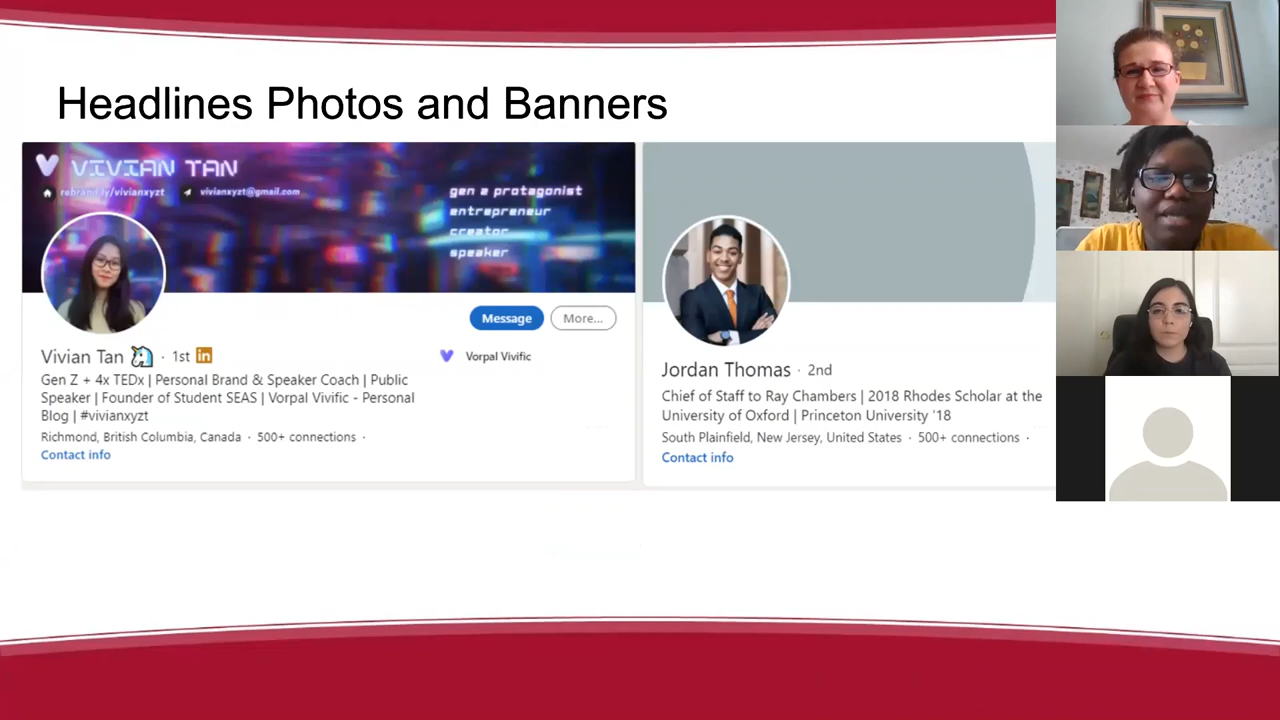 Headlines Photos and Banners
VIVIAN TAN
rebrand.ly/vivianxyzt
vivianxyzt@gmail.com
gen z protagonist
entrepreneur
creator
speaker
Message
More...
Vivian Tan · 1st in
Vorpal Vivific
Gen Z + 4x TEDx | Personal Brand & Speaker Coach | Public
Speaker | Founder of Student SEAS | Vorpal Vivific - Personal
Blog | #vivianxyzt
Richmond, British Columbia, Canada · 500+ connections ·
Contact info
Jordan Thomas · 2nd
Chief of Staff to Ray Chambers | 2018 Rhodes Scholar at the
University of Oxford | Princeton University '18
South Plainfield, New Jersey, United States · 500+ connections ·
Contact info